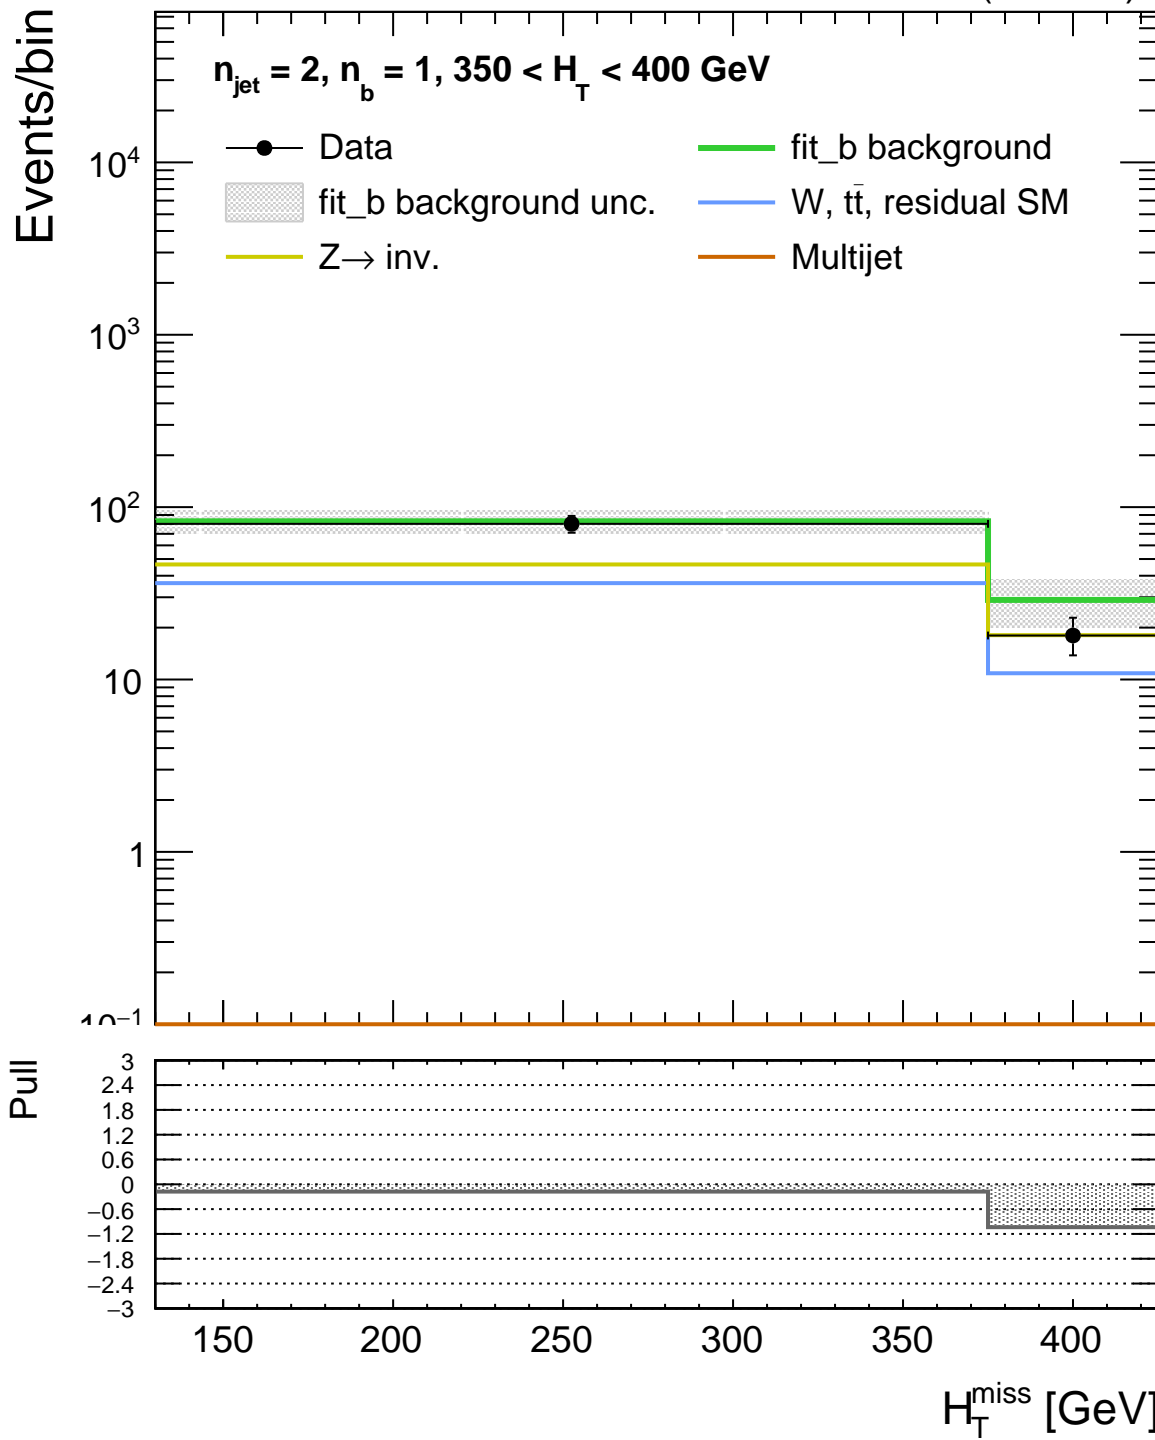 Events/bin
n_jet = 2, n_b = 1, 350 < H_T < 400 GeV
Data
fit_b background
fit_b background unc.
W, tt̄, residual SM
Z→ inv.
Multijet
10^4
10^3
10^2
10
1
10^−1
Pull
3
2.4
1.8
1.2
0.6
0
−0.6
−1.2
−1.8
−2.4
−3
150 200 250 300 350 400
H_T^miss [GeV]